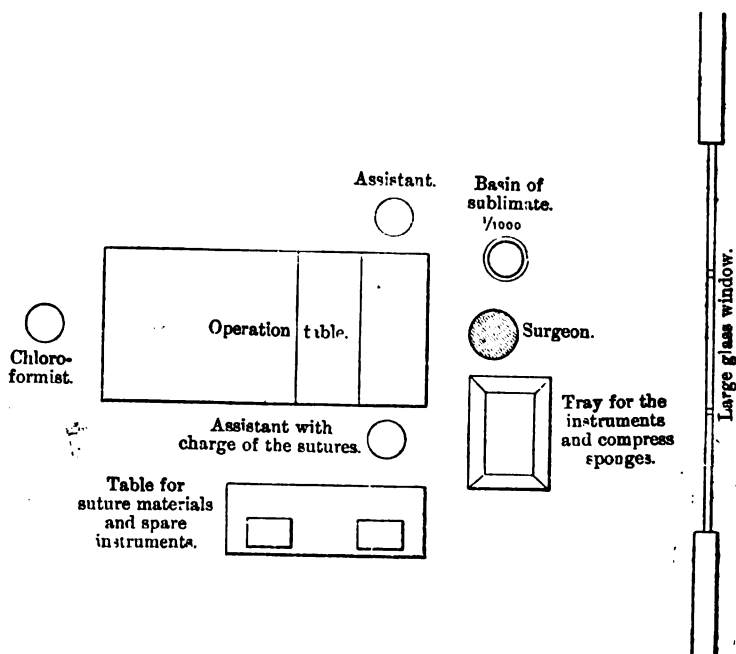 Assistant.
Basin of
sublimate.
1/1000
Operation table.
Surgeon.
Chloro-
formist.
Large glass window.
Tray for the
instruments
and compress
sponges.
Assistant with
charge of the sutures.
Table for
suture materials
and spare
instruments.